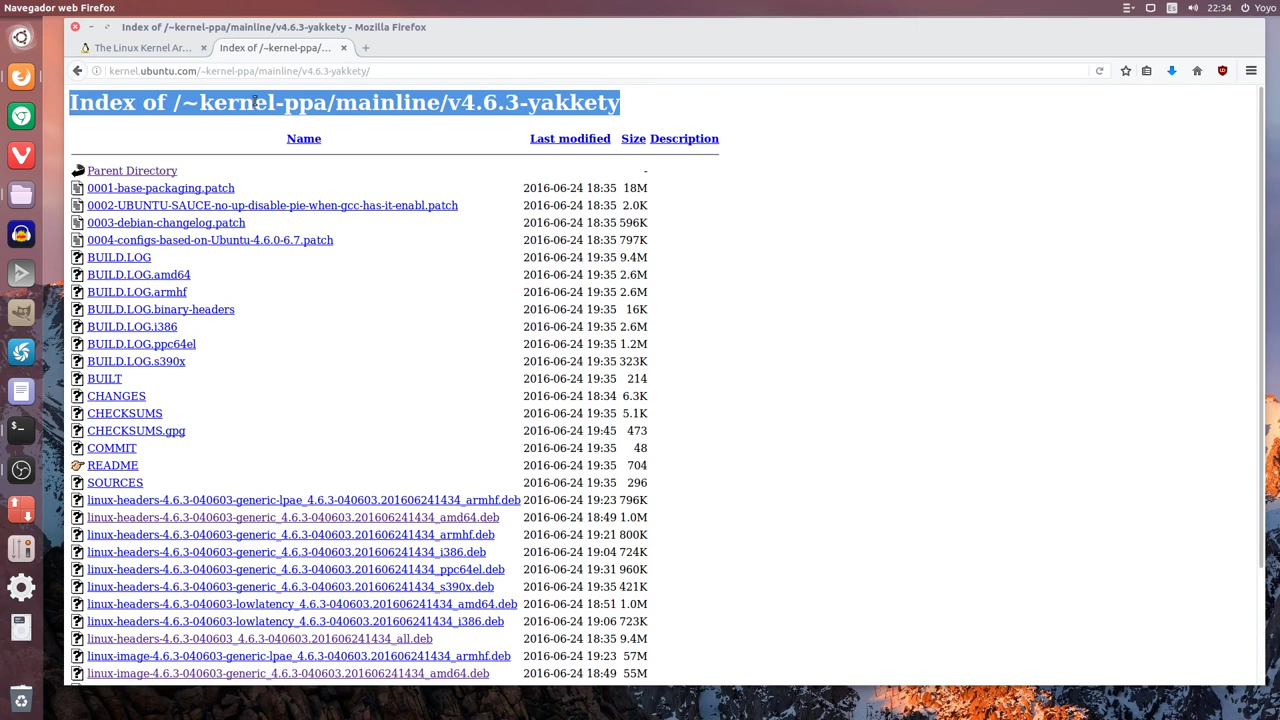 Navegador web Firefox
Es
22:34
Yoyo
Index of /~kernel-ppa/mainline/v4.6.3-yakkety - Mozilla Firefox
The Linux Kernel Ar...
Index of /~kernel-ppa/...
kernel.ubuntu.com/~kernel-ppa/mainline/v4.6.3-yakkety/
Index of /~kernel-ppa/mainline/v4.6.3-yakkety
Name Last modified Size Description
Parent Directory -
0001-base-packaging.patch 2016-06-24 18:35 18M
0002-UBUNTU-SAUCE-no-up-disable-pie-when-gcc-has-it-enabl.patch 2016-06-24 18:35 2.0K
0003-debian-changelog.patch 2016-06-24 18:35 596K
0004-configs-based-on-Ubuntu-4.6.0-6.7.patch 2016-06-24 18:35 797K
BUILD.LOG 2016-06-24 19:35 9.4M
BUILD.LOG.amd64 2016-06-24 19:35 2.6M
BUILD.LOG.armhf 2016-06-24 19:35 2.6M
BUILD.LOG.binary-headers 2016-06-24 19:35 16K
BUILD.LOG.i386 2016-06-24 19:35 2.6M
BUILD.LOG.ppc64el 2016-06-24 19:35 1.2M
BUILD.LOG.s390x 2016-06-24 19:35 323K
BUILT 2016-06-24 19:35 214
CHANGES 2016-06-24 18:34 6.3K
CHECKSUMS 2016-06-24 19:35 5.1K
CHECKSUMS.gpg 2016-06-24 19:45 473
COMMIT 2016-06-24 19:35 48
README 2016-06-24 19:35 704
SOURCES 2016-06-24 19:35 296
linux-headers-4.6.3-040603-generic-lpae_4.6.3-040603.201606241434_armhf.deb 2016-06-24 19:23 796K
linux-headers-4.6.3-040603-generic_4.6.3-040603.201606241434_amd64.deb 2016-06-24 18:49 1.0M
linux-headers-4.6.3-040603-generic_4.6.3-040603.201606241434_armhf.deb 2016-06-24 19:21 800K
linux-headers-4.6.3-040603-generic_4.6.3-040603.201606241434_i386.deb 2016-06-24 19:04 724K
linux-headers-4.6.3-040603-generic_4.6.3-040603.201606241434_ppc64el.deb 2016-06-24 19:31 960K
linux-headers-4.6.3-040603-generic_4.6.3-040603.201606241434_s390x.deb 2016-06-24 19:35 421K
linux-headers-4.6.3-040603-lowlatency_4.6.3-040603.201606241434_amd64.deb 2016-06-24 18:51 1.0M
linux-headers-4.6.3-040603-lowlatency_4.6.3-040603.201606241434_i386.deb 2016-06-24 19:06 723K
linux-headers-4.6.3-040603_4.6.3-040603.201606241434_all.deb 2016-06-24 18:35 9.4M
linux-image-4.6.3-040603-generic-lpae_4.6.3-040603.201606241434_armhf.deb 2016-06-24 19:23 57M
linux-image-4.6.3-040603-generic_4.6.3-040603.201606241434_amd64.deb 2016-06-24 18:49 55M